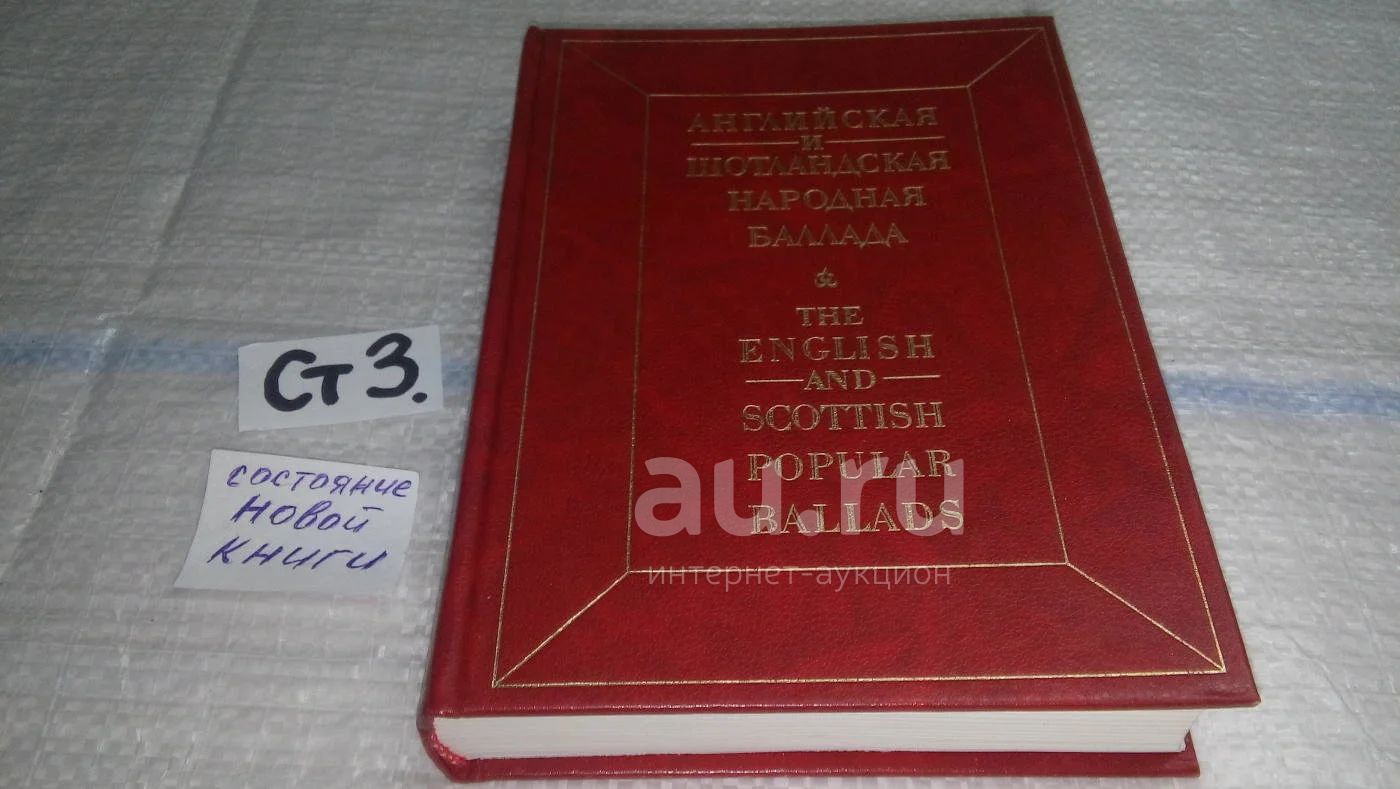 АНГЛИЙСКАЯ
И
ШОТЛАНДСКАЯ
НАРОДНАЯ
БАЛЛАДА
THE
ENGLISH
AND
SCOTTISH
POPULAR
BALLADS
Ст 3.
состояние
новой
книги
au.ru
интернет-аукцион